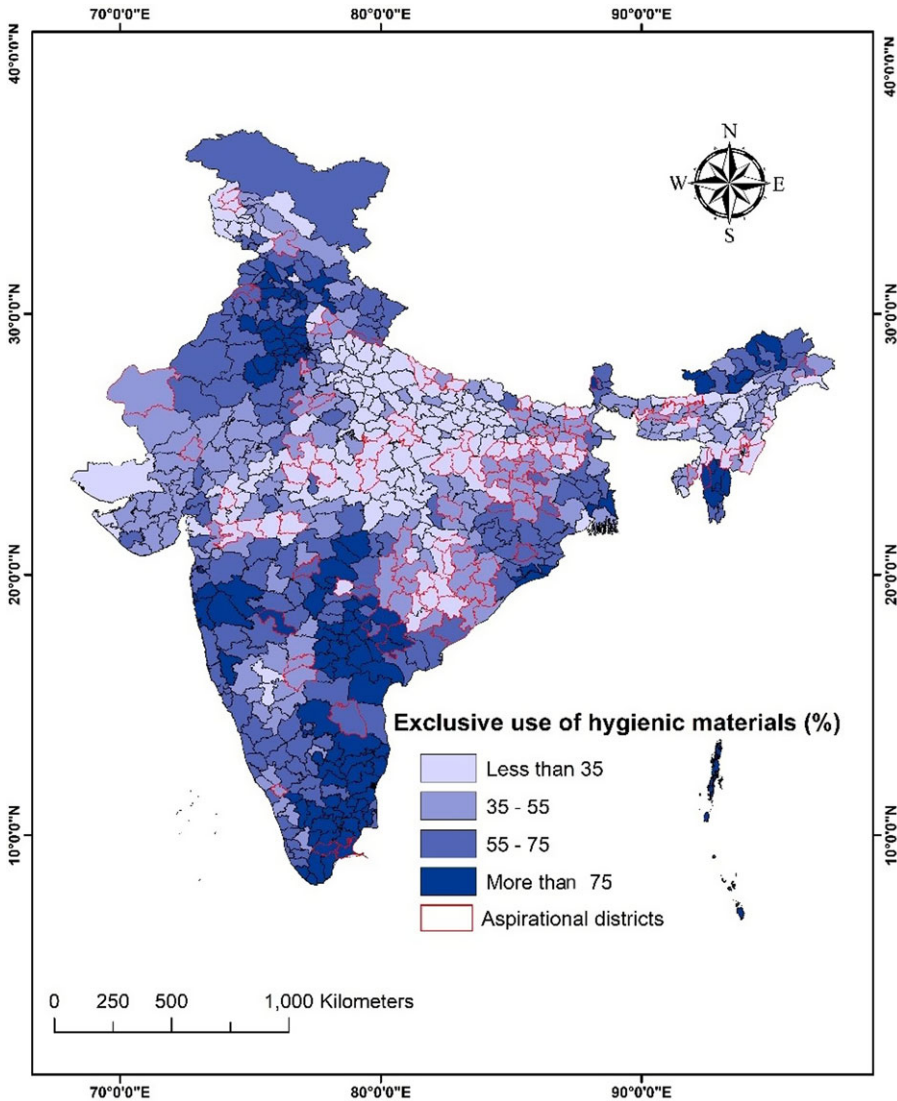 70°0'0"E 80°0'0"E 90°0'0"E
40°0'0"N 40°0'0"N
N
W E
S
30°0'0"N 30°0'0"N
20°0'0"N 20°0'0"N
Exclusive use of hygienic materials (%)
Less than 35
35 - 55
55 - 75
More than 75
Aspirational districts
10°0'0"N 10°0'0"N
0 250 500 1,000 Kilometers
70°0'0"E 80°0'0"E 90°0'0"E